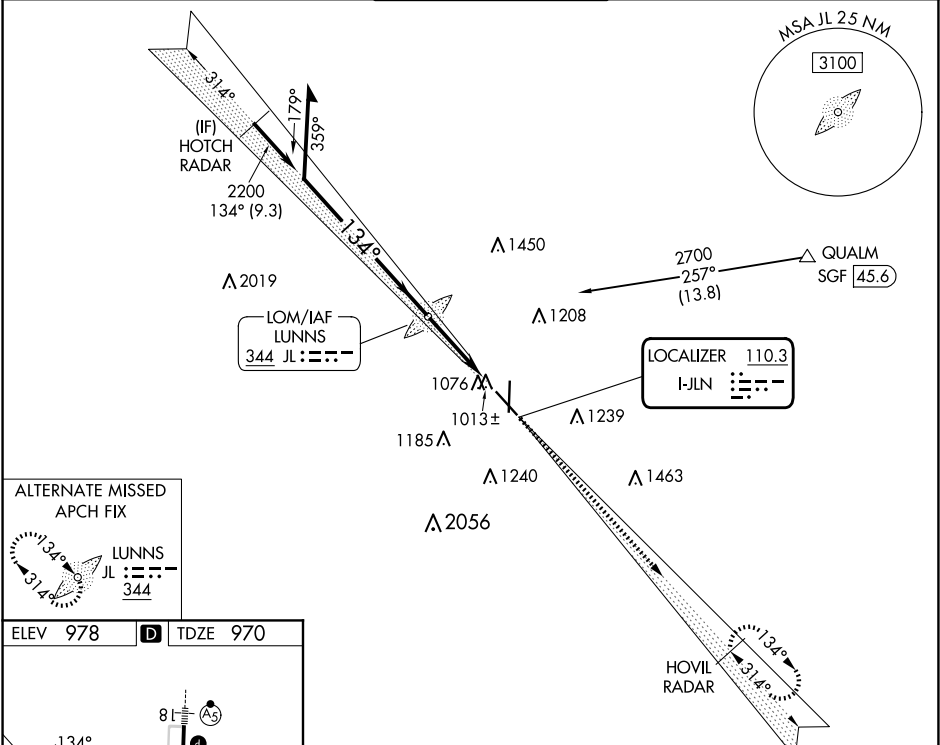 MSA JL 25 NM
3100
314°
179°
359°
(IF)
HOTCH
RADAR
2200
134° (9.3)
134°
1450
2700
257°
(13.8)
QUALM
SGF 45.6
2019
1208
LOM/IAF
LUNNS
344 JL
LOCALIZER 110.3
I-JLN
1076
1013±
1239
1185
1240
1463
2056
ALTERNATE MISSED
APCH FIX
134°
314°
LUNNS
JL
344
HOVIL
RADAR
134°
314°
ELEV 978 D TDZE 970
18
A5
134°